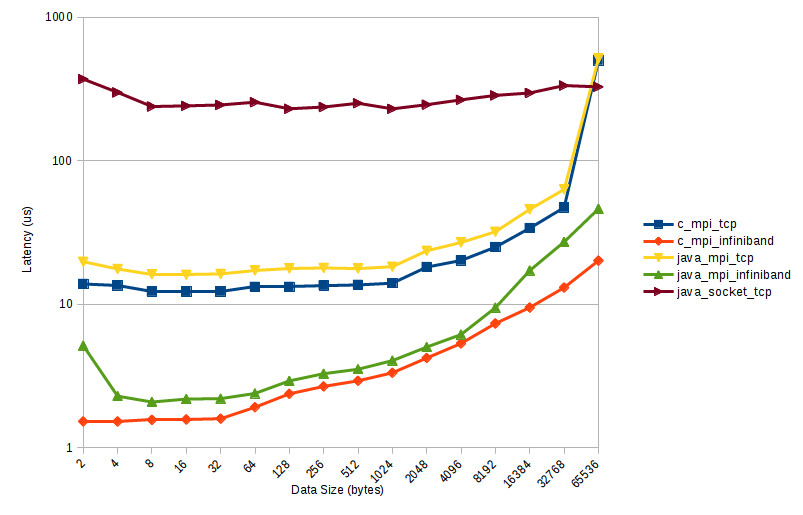 1000
100
10
1
Latency (us)
2
4
8
16
32
64
128
256
512
1024
2048
4096
8192
16384
32768
65536
Data Size (bytes)
c_mpi_tcp
c_mpi_infiniband
java_mpi_tcp
java_mpi_infiniband
java_socket_tcp